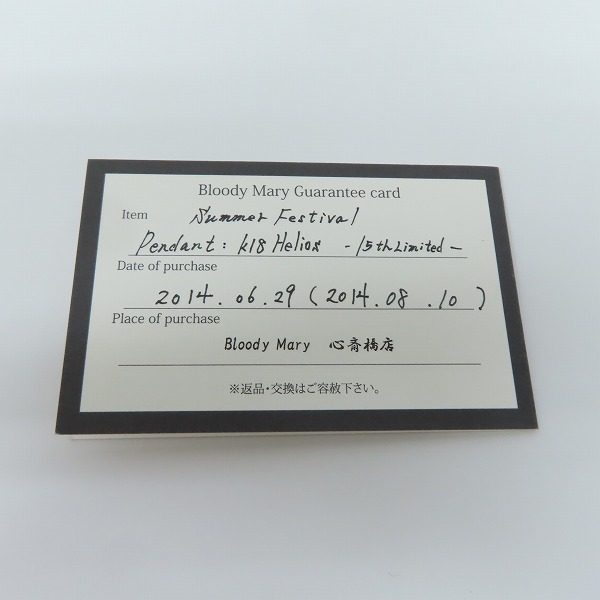 Bloody Mary Guarantee card
Item Summer Festival
Pendant : k18 Helios - 15th Limited -
Date of purchase
2014.06.29 (2014.08.10)
Place of purchase
Bloody Mary 心斎橋店
※返品・交換はご容赦下さい。